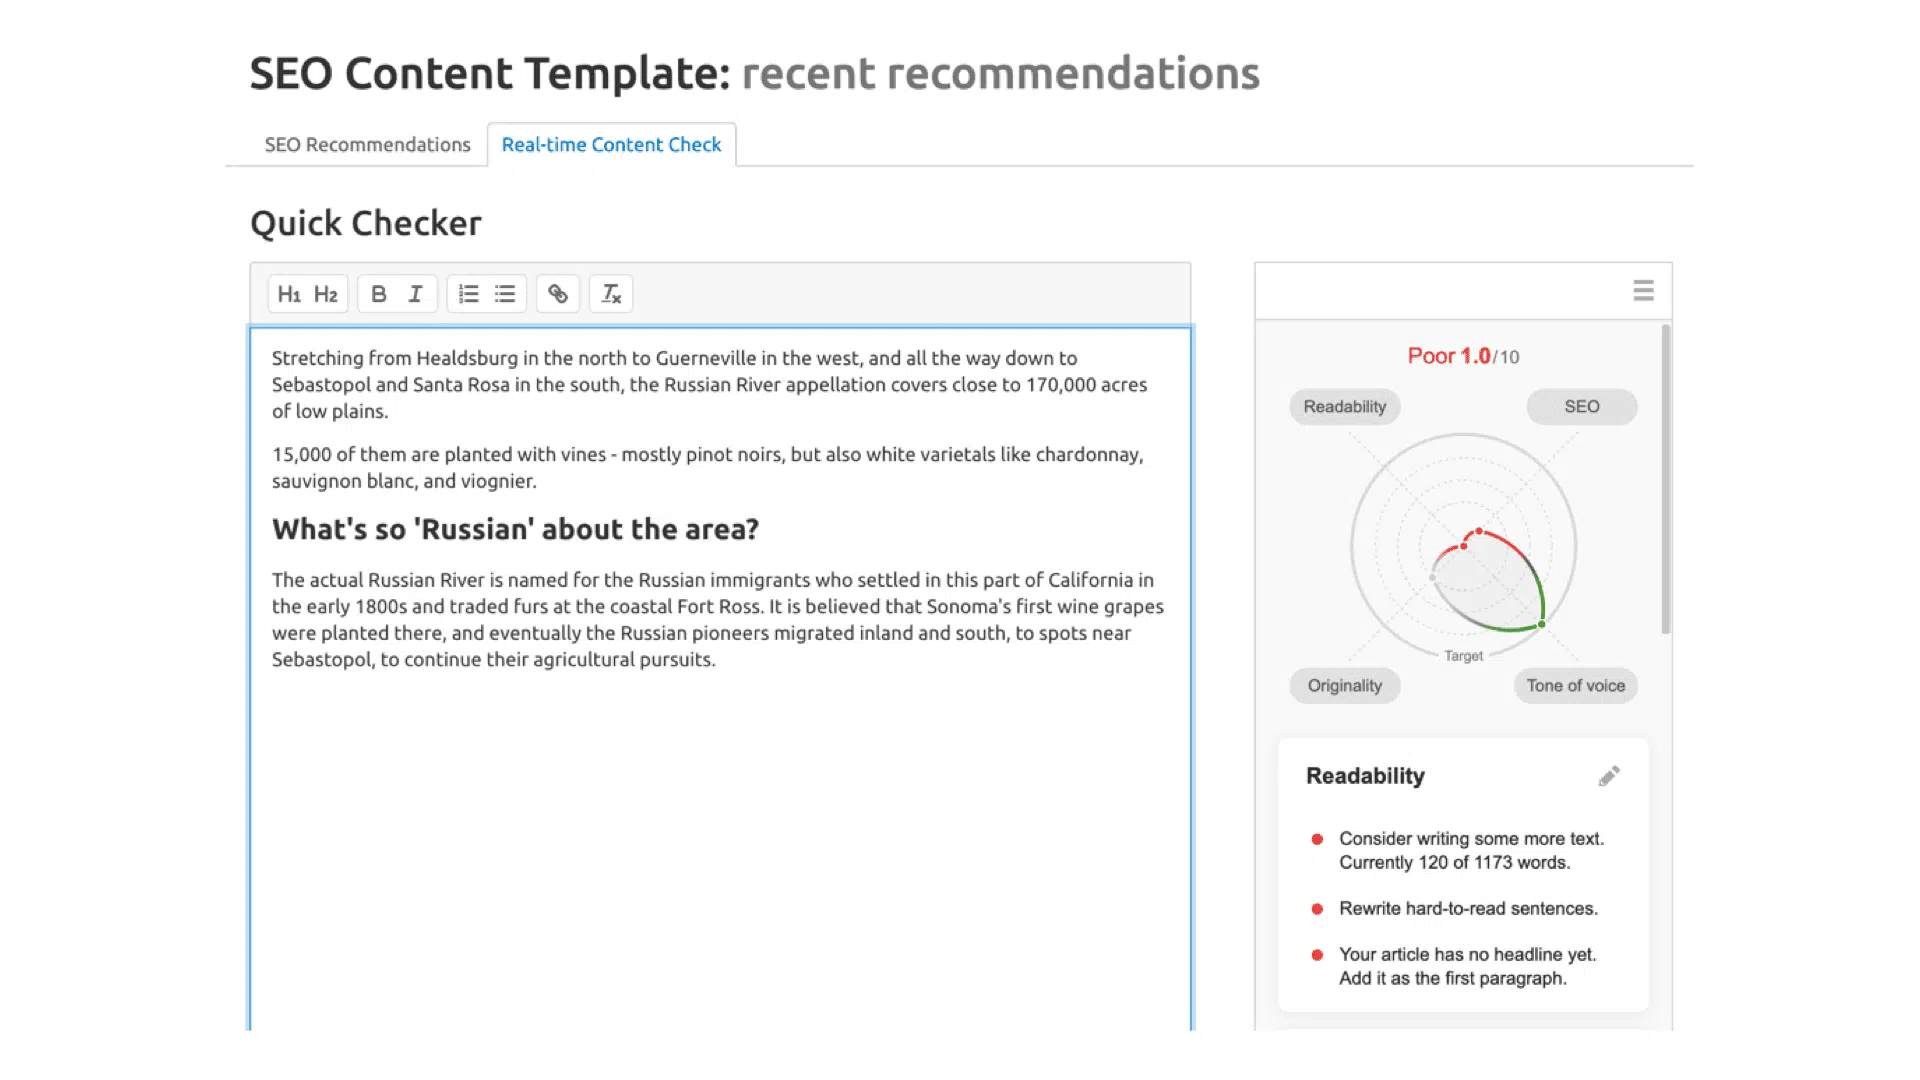 SEO Content Template: recent recommendations
SEO Recommendations
Real-time Content Check
Quick Checker
H1 H2 B I
Stretching from Healdsburg in the north to Guerneville in the west, and all the way down to
Sebastopol and Santa Rosa in the south, the Russian River appellation covers close to 170,000 acres
of low plains.
15,000 of them are planted with vines - mostly pinot noirs, but also white varietals like chardonnay,
sauvignon blanc, and viognier.
What's so 'Russian' about the area?
The actual Russian River is named for the Russian immigrants who settled in this part of California in
the early 1800s and traded furs at the coastal Fort Ross. It is believed that Sonoma's first wine grapes
were planted there, and eventually the Russian pioneers migrated inland and south, to spots near
Sebastopol, to continue their agricultural pursuits.
Poor 1.0/10
Readability
SEO
Target
Originality
Tone of voice
Readability
Consider writing some more text.
Currently 120 of 1173 words.
Rewrite hard-to-read sentences.
Your article has no headline yet.
Add it as the first paragraph.